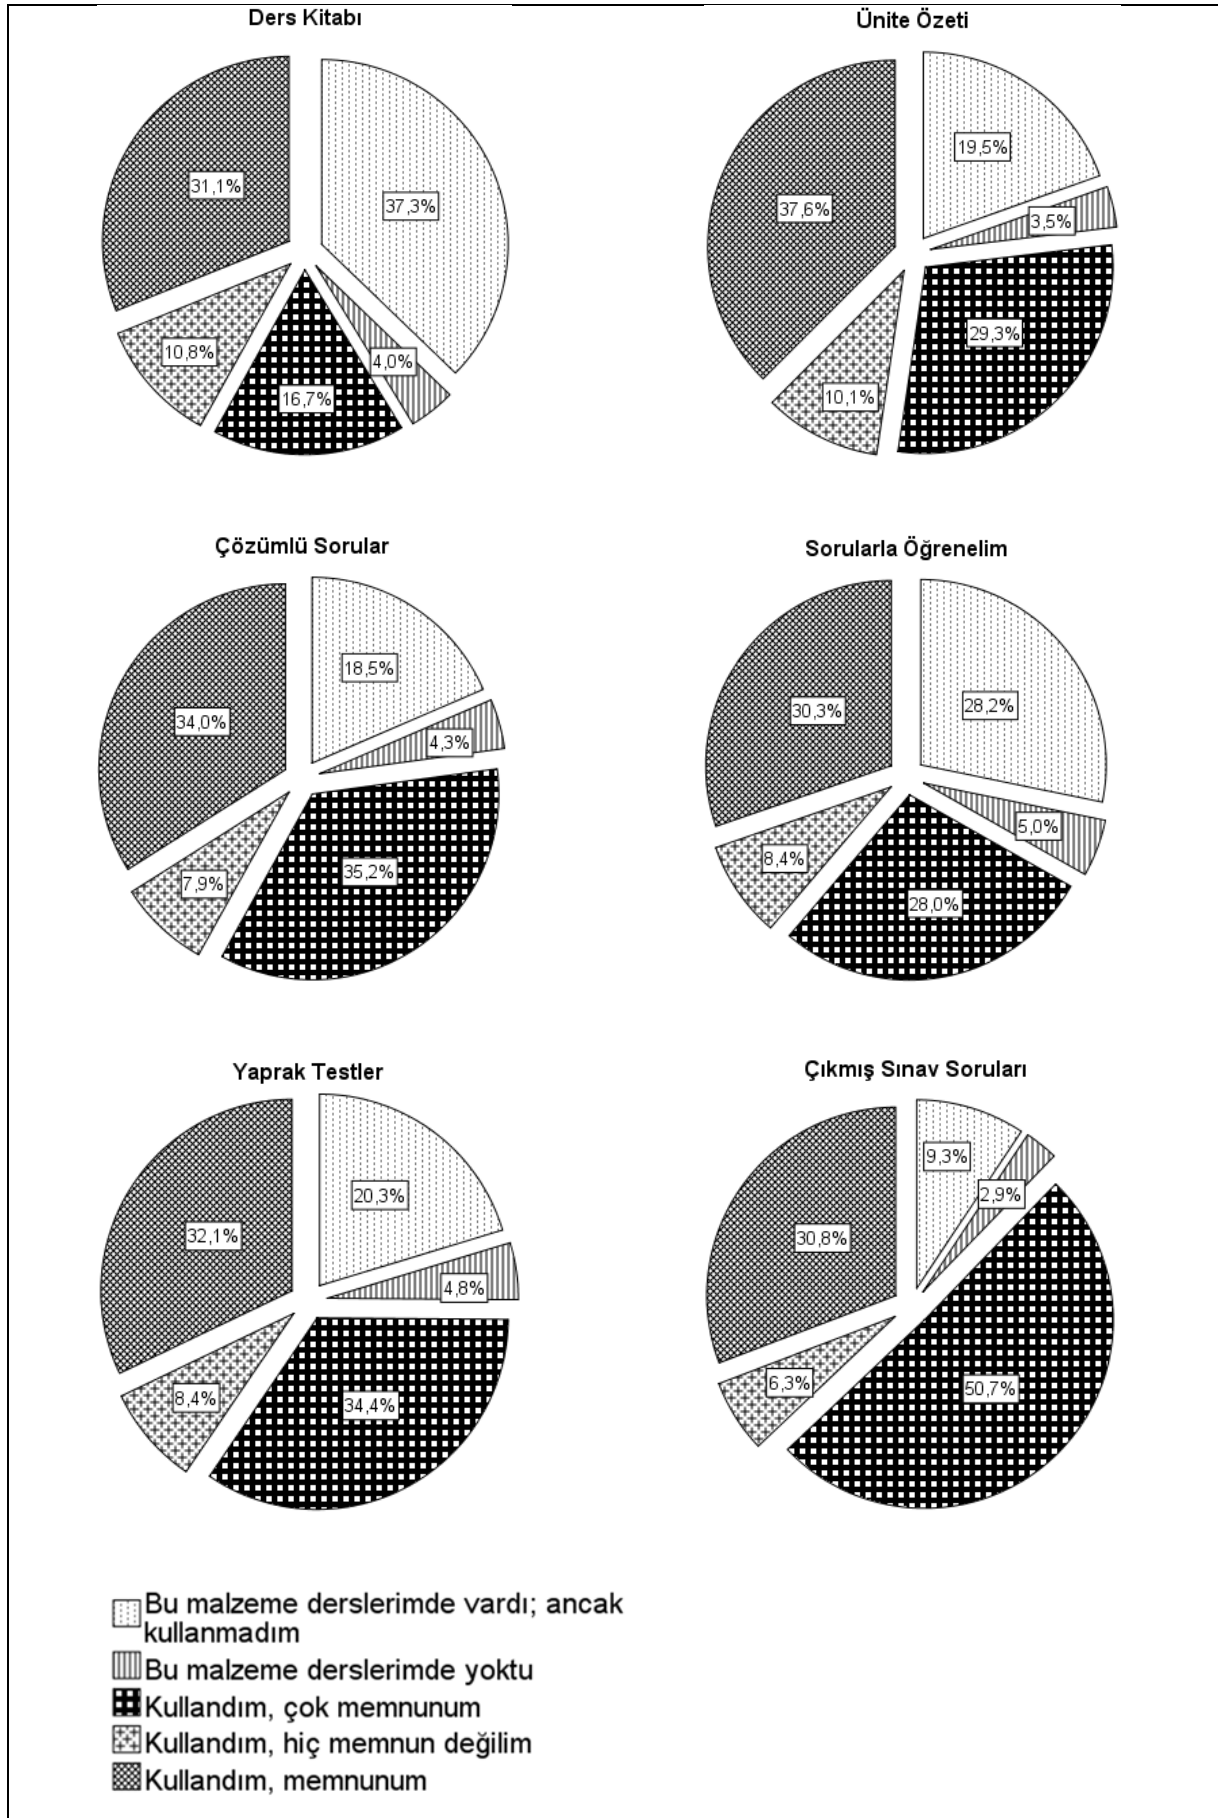 Ders Kitabı
31,1%
37,3%
10,8%
4,0%
16,7%
Ünite Özeti
19,5%
37,6%
3,5%
29,3%
10,1%
Çözümlü Sorular
18,5%
34,0%
4,3%
35,2%
7,9%
Sorularla Öğrenelim
28,2%
30,3%
5,0%
8,4%
28,0%
Yaprak Testler
20,3%
32,1%
4,8%
8,4%
34,4%
Çıkmış Sınav Soruları
9,3%
2,9%
30,8%
6,3%
50,7%
Bu malzeme derslerimde vardı; ancak
kullanmadım
Bu malzeme derslerimde yoktu
Kullandım, çok memnunum
Kullandım, hiç memnun değilim
Kullandım, memnunum